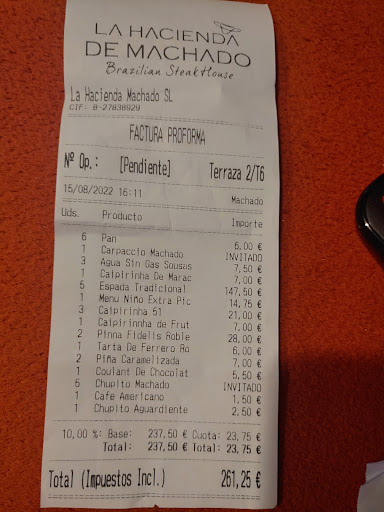 LA HACIENDA
DE MACHADO
Brazilian SteakHouse
La Hacienda Machado SL
CIF: B-27838929
FACTURA PROFORMA
Nº Op.: [Pendiente] Terraza 2/T6
15/08/2022 16:11 Machado
Uds. Producto Importe
6 Pan 6,00 €
1 Carpaccio Machado INVITADO
3 Agua Sin Gas Sousas 7,50 €
1 Caipirinha De Marac 7,00 €
5 Espada Tradicional 147,50 €
1 Menu Niño Extra Pic 14,75 €
3 Caipirinha 51 21,00 €
1 Caipirinnha de Frut 7,00 €
2 Pinna Fidelis Roble 28,00 €
1 Tarta De Ferrero Ro 6,00 €
2 Piña Caramelizada 7,00 €
1 Coulant De Chocolat 5,50 €
5 Chupito Machado INVITADO
1 Cafe Americano 1,50 €
1 Chupito Aguardiente 2,50 €
10,00 %: Base: 237,50 € Cuota: 23,75 €
Total: 237,50 € Total: 23,75 €
Total (Impuestos Incl.) 261,25 €